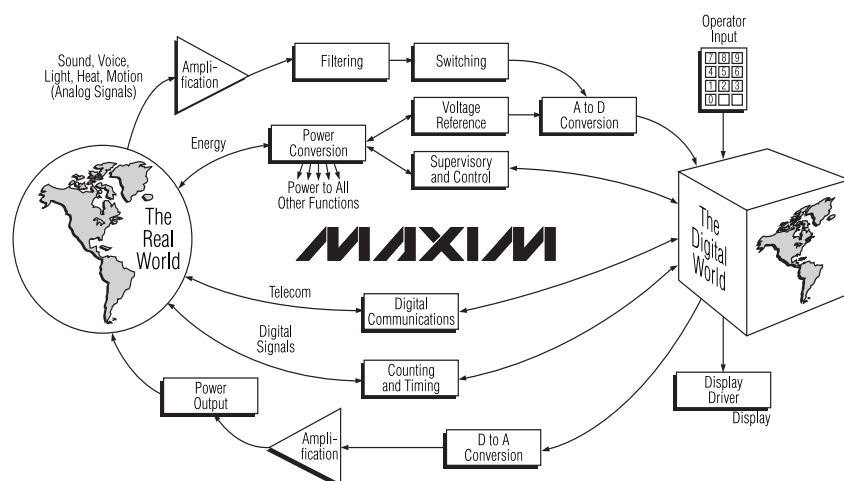 Operator
Input
7 8 9
4 5 6
1 2 3
0
Sound, Voice,
Light, Heat, Motion
(Analog Signals)
Ampli-
fication
Filtering
Switching
A to D
Conversion
Voltage
Reference
Energy
Power
Conversion
Supervisory
and Control
Power to All
Other Functions
The
Real
World
MAXIM
The
Digital
World
Telecom
Digital
Communications
Digital
Signals
Counting
and Timing
Power
Output
Display
Driver
Display
Ampli-
fication
D to A
Conversion